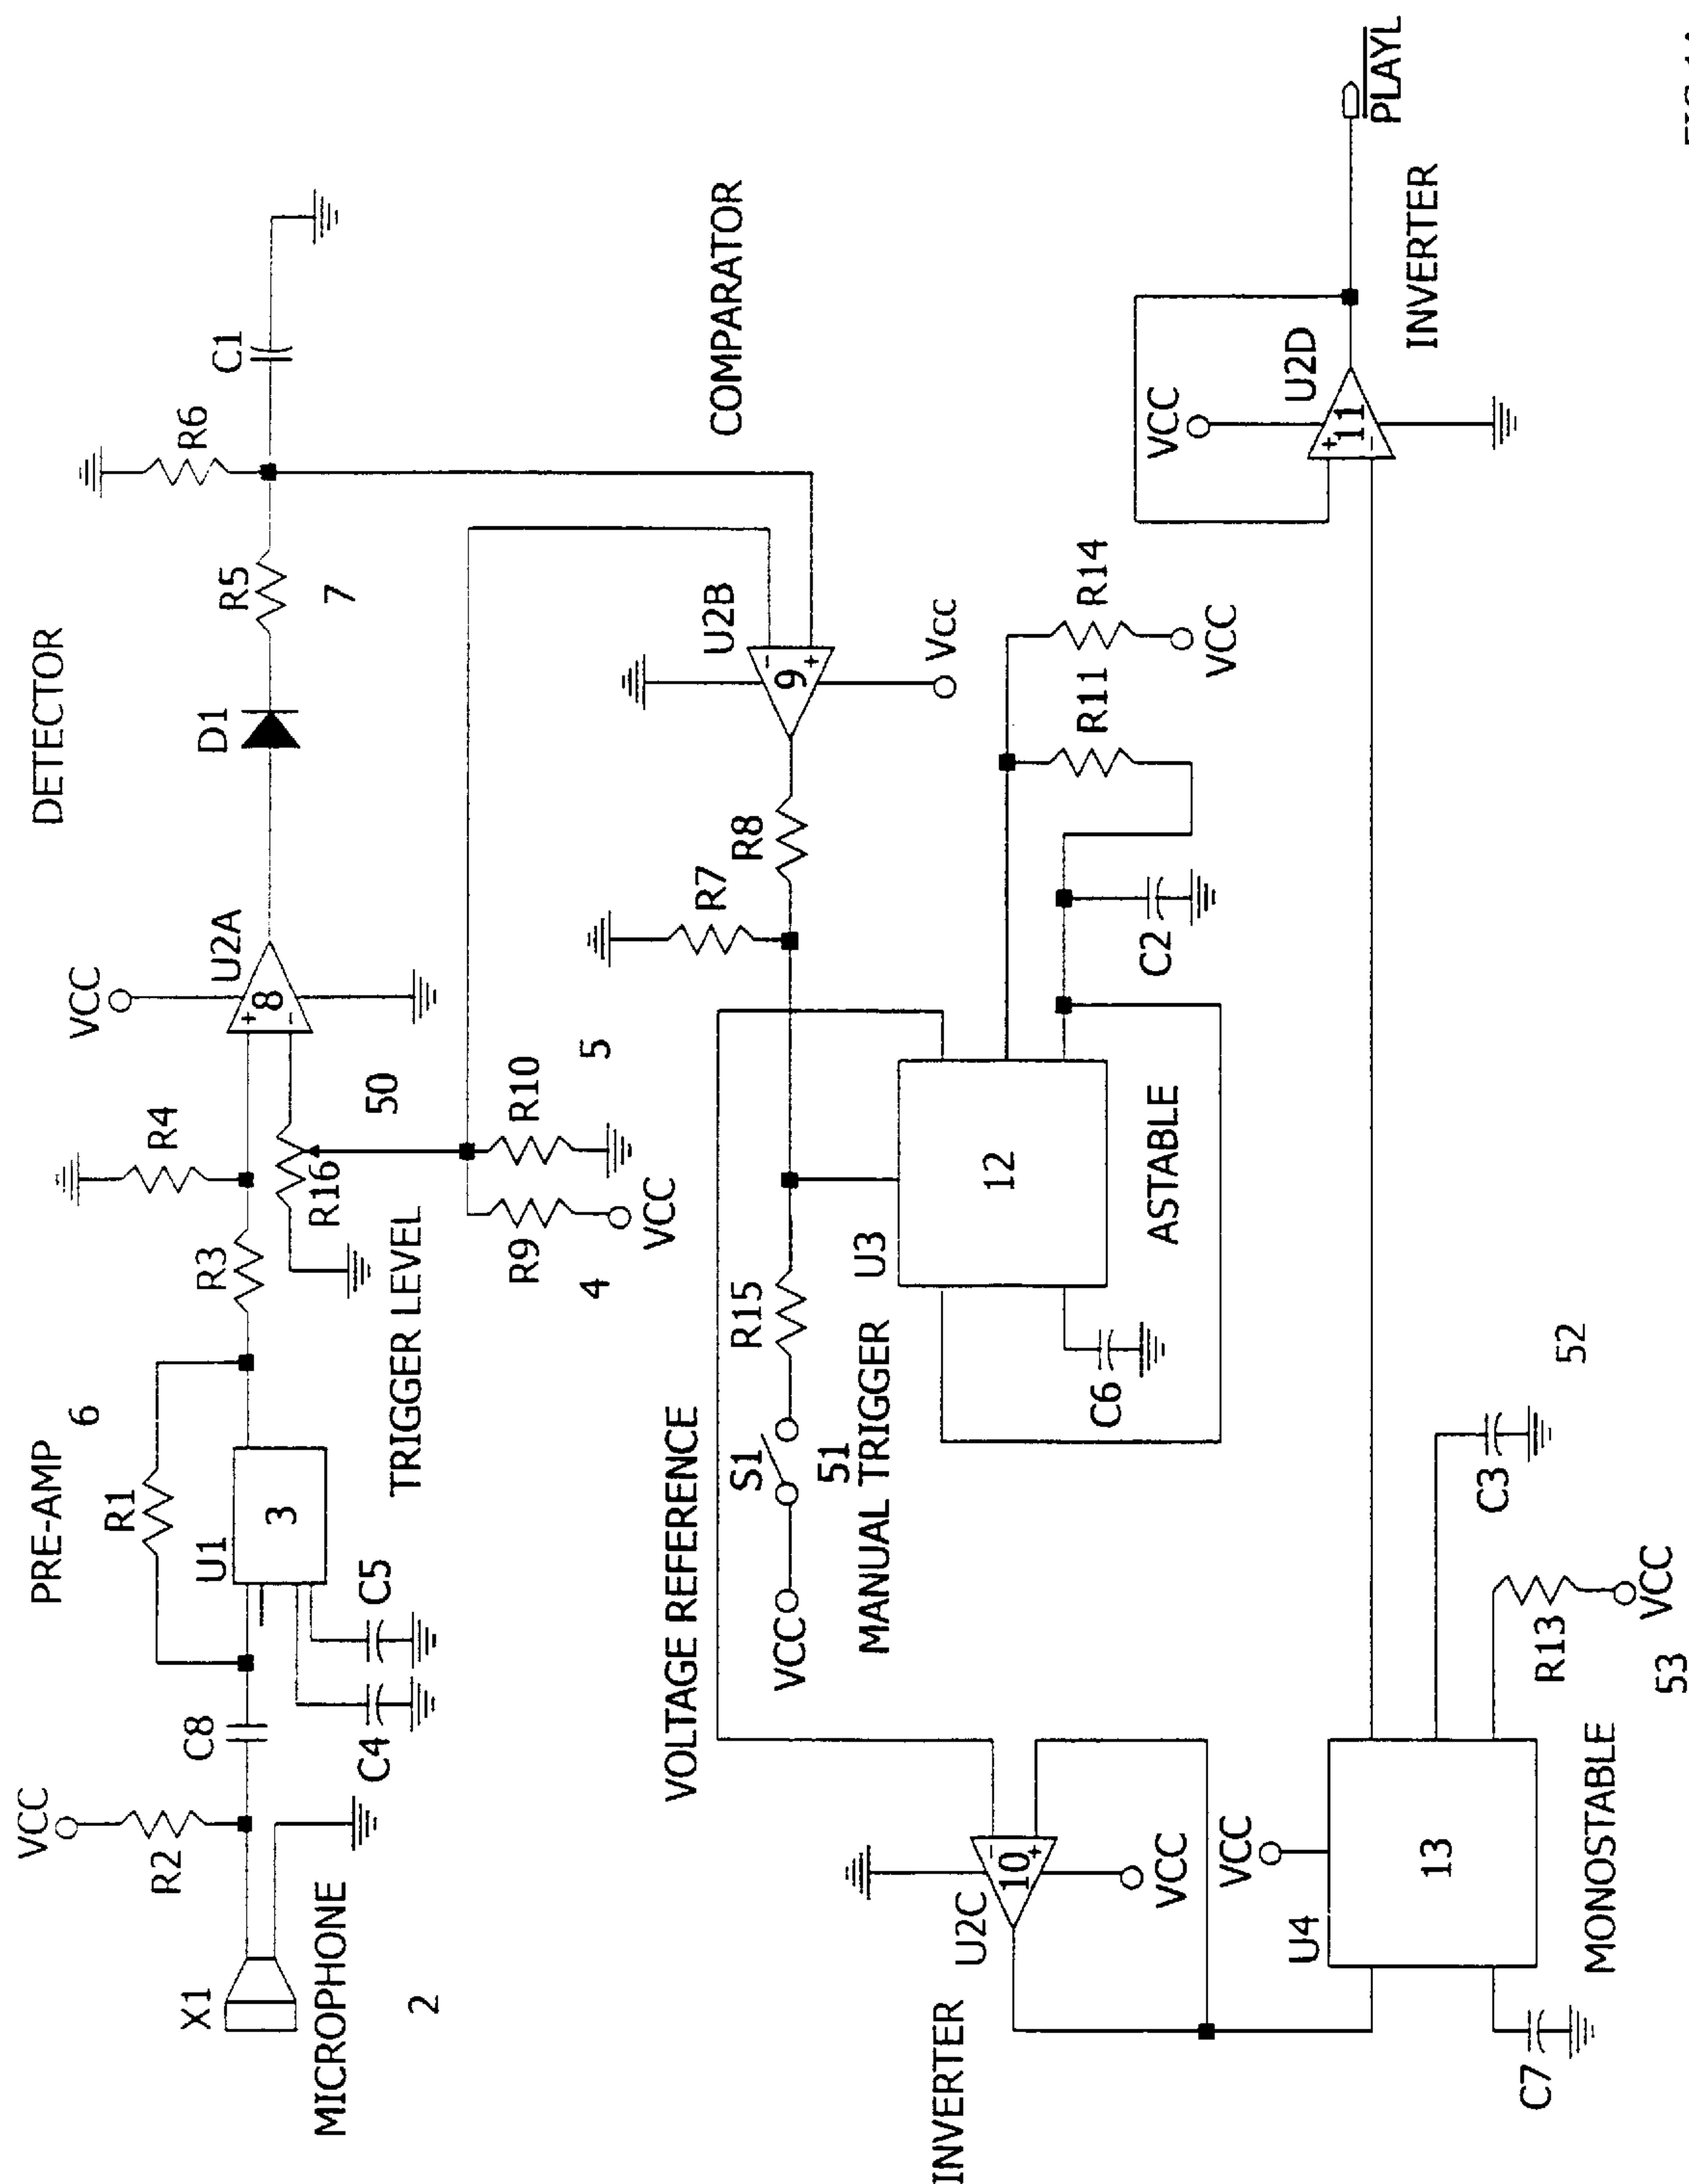 PRE-AMP
6
DETECTOR
VCC
R2
R1
R4
VCC
R6
X1
C8
U1
3
R3
+
8
-
U2A
D1
R5
C1
7
MICROPHONE
2
C4
C5
R16
50
TRIGGER LEVEL
R9
R10
4
5
VCC
VOLTAGE REFERENCE
COMPARATOR
VCC
S1
R15
R7
R8
U2B
-
9
+
Vcc
51
MANUAL TRIGGER
U3
12
C6
ASTABLE
C2
R11
R14
VCC
INVERTER
U2C
-
10
+
VCC
VCC
U4
13
C7
MONOSTABLE
R13
53
VCC
C3
52
VCC
+
11
-
U2D
INVERTER
PLAYL